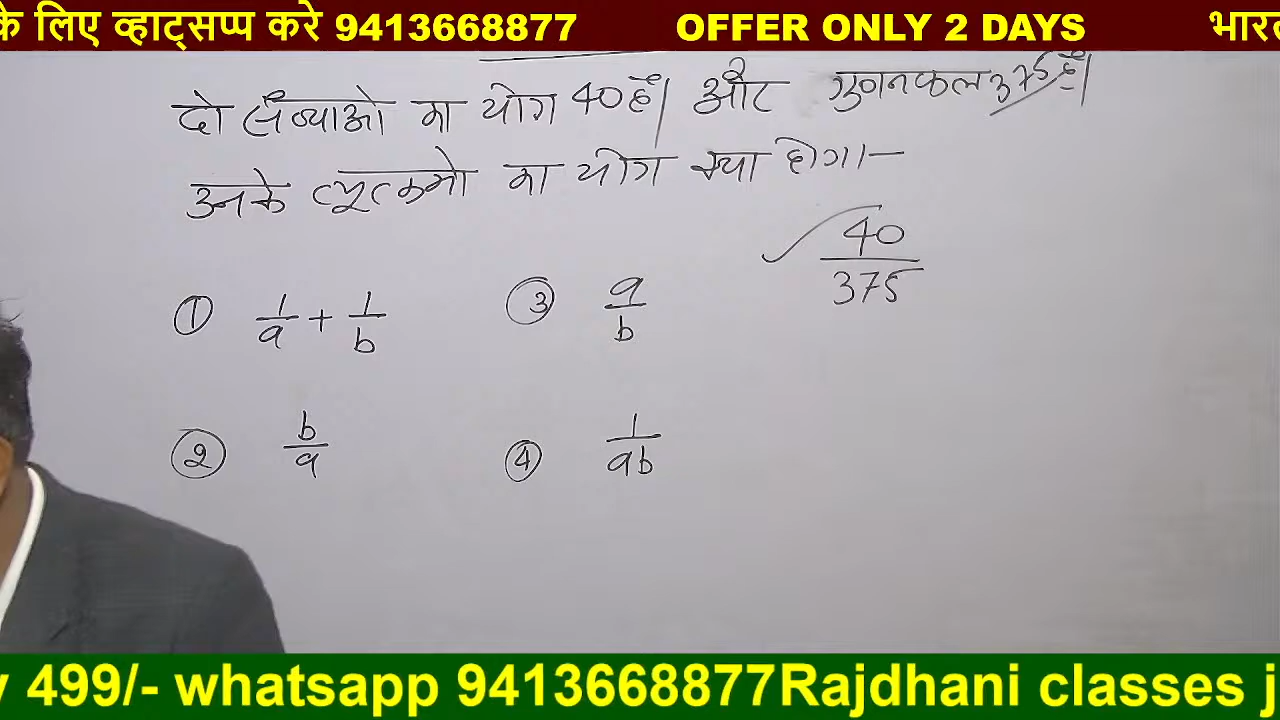 के लिए व्हाट्सप्प करे 9413668877 OFFER ONLY 2 DAYS भारत
दो संख्याओ का योग 40 है। और गुणनफल 375 है।
उनके व्युत्क्रमो का योग क्या होगा-
40
375
① 1/a + 1/b ③ a/b
② b/a ④ 1/ab
y 499/- whatsapp 9413668877Rajdhani classes j